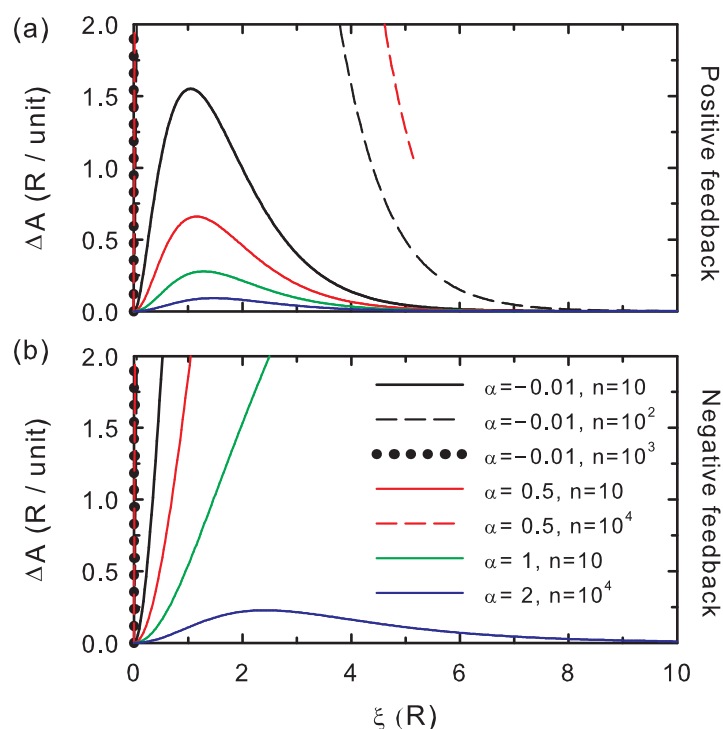 (a)
2.0
1.5
1.0
0.5
0.0
ΔA (R / unit)
Positive feedback
(b)
2.0
1.5
1.0
0.5
0.0
ΔA (R / unit)
Negative feedback
α=−0.01, n=10
α=−0.01, n=10²
α=−0.01, n=10³
α= 0.5, n=10
α= 0.5, n=10⁴
α= 1, n=10
α= 2, n=10⁴
0 2 4 6 8 10
ξ (R)